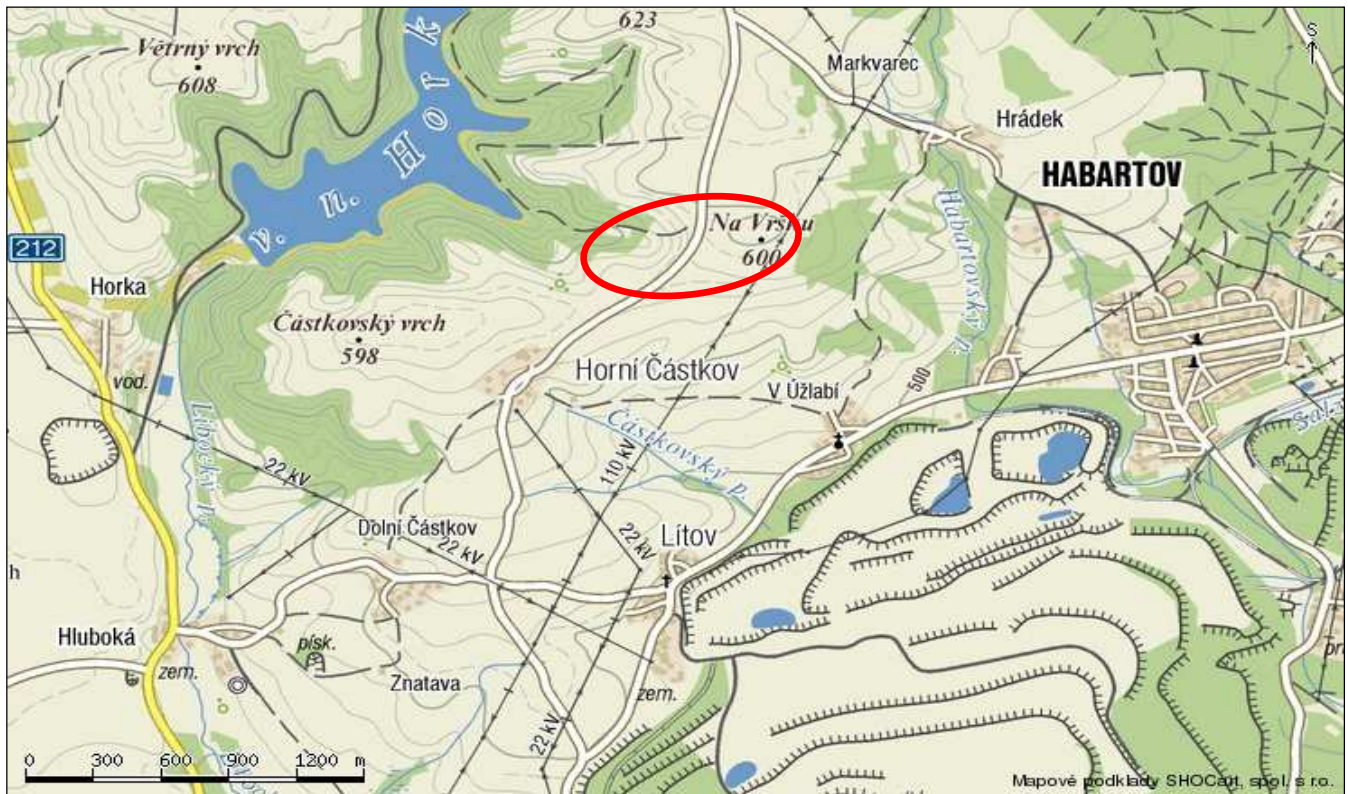 623
Větrný vrch
608
Markvarec
S
Hrádek
HABARTOV
v. n. Hork
Habartovský p.
Na Vršku
600
212
Horka
Částkovský vrch
598
Horní Částkov
V Úžlabí
500
vod.
Libocký p.
Částkovský p.
22 kV
110 kV
Dolní Částkov
22 kV
22 kV
Lítov
h
Hluboká
písk.
zem.
Znatava
zem.
22 kV
0 300 600 900 1200 m
Mapové podklady SHOCart, spol. s r.o.